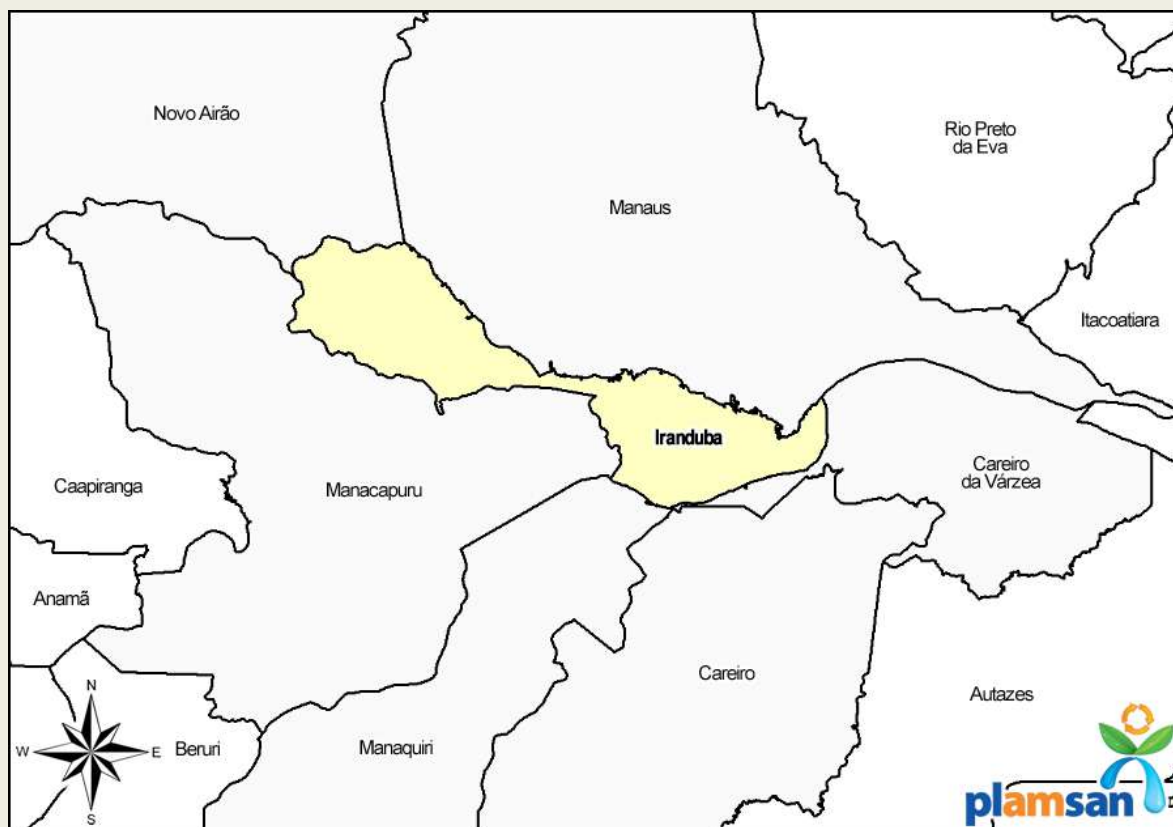 Novo Airão
Rio Preto
da Eva
Manaus
Itacoatiara
Iranduba
Careiro
da Várzea
Caapiranga
Manacapuru
Anamã
Careiro
Autazes
N
W
E
S
Beruri
Manaquiri
plamsan